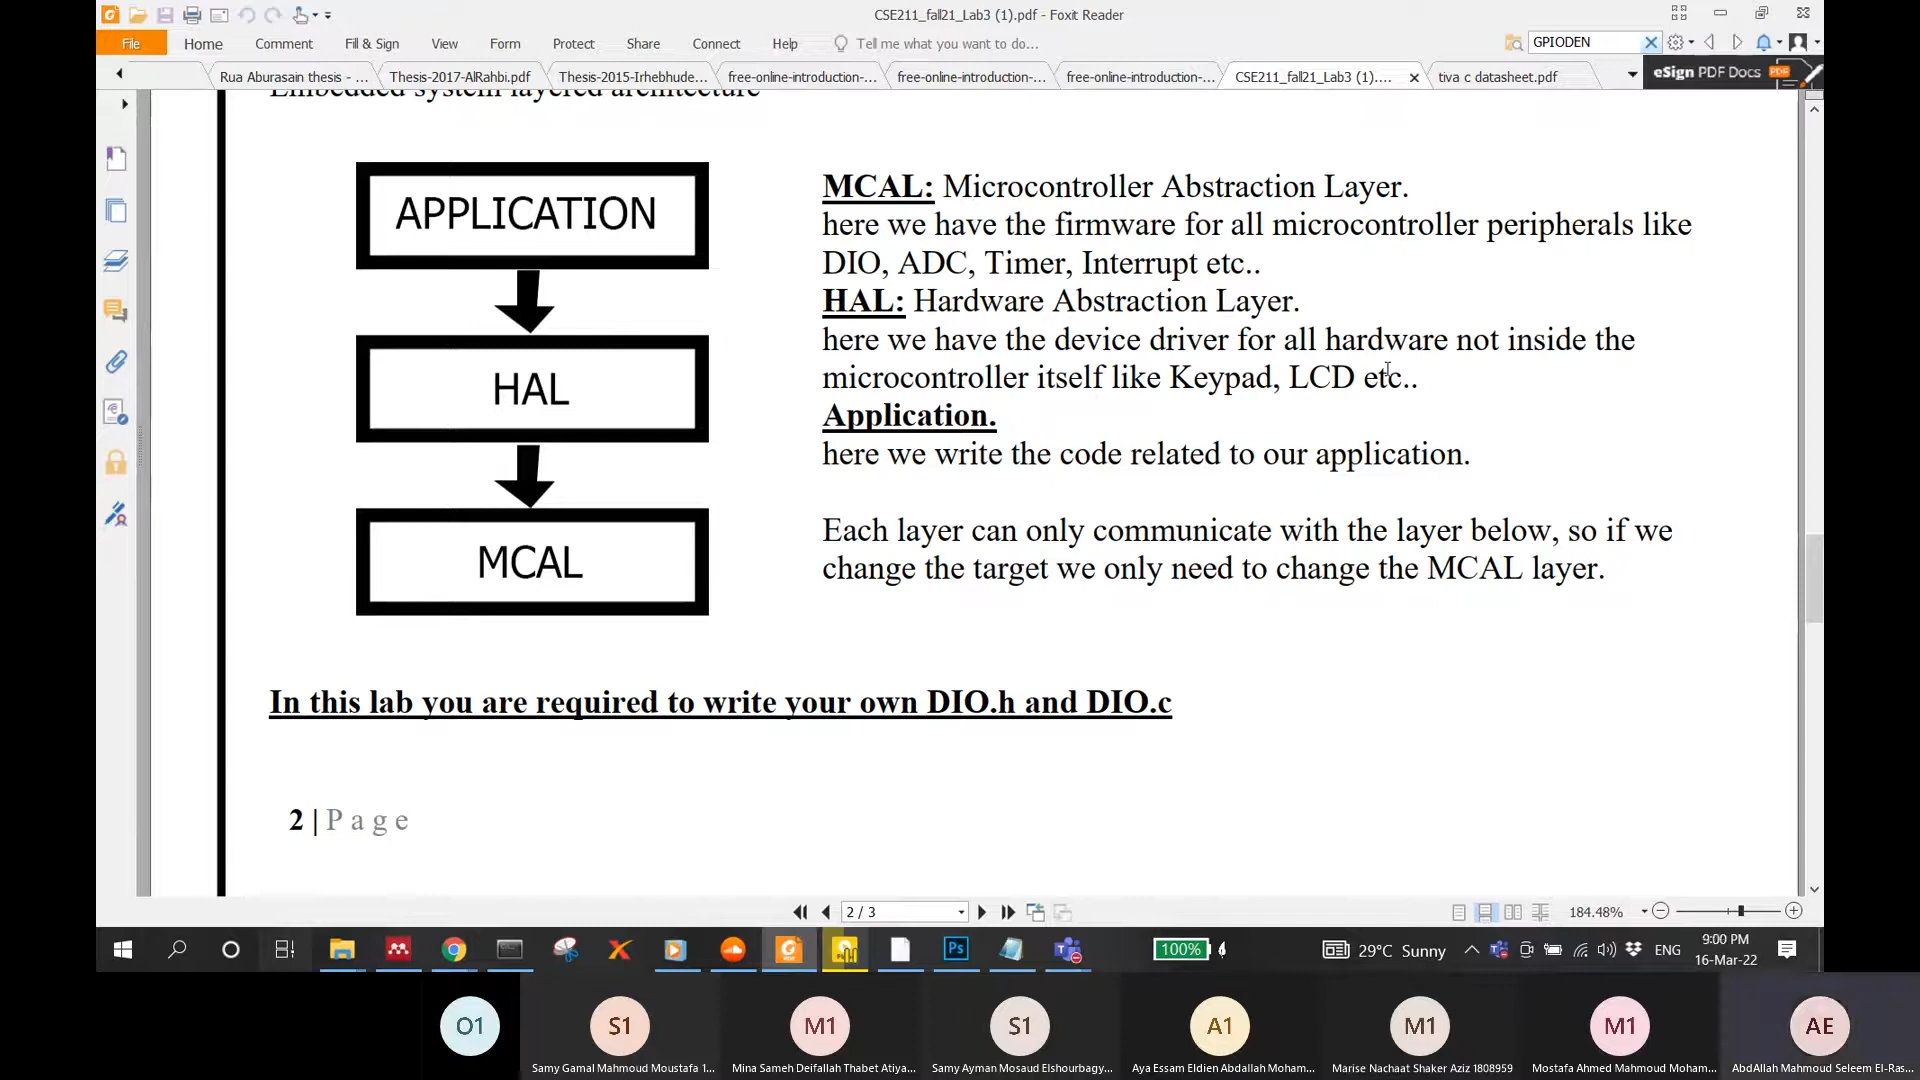 CSE211_fall21_Lab3 (1).pdf - Foxit Reader
File
Home
Comment
Fill & Sign
View
Form
Protect
Share
Connect
Help
Tell me what you want to do...
GPIODEN
Rua Aburasain thesis - ...
Thesis-2017-AlRahbi.pdf
Thesis-2015-Irhebhude...
free-online-introduction-...
free-online-introduction-...
free-online-introduction-...
CSE211_fall21_Lab3 (1)....
tiva c datasheet.pdf
eSign PDF Docs
PDF
Embedded system layered architecture
APPLICATION
HAL
MCAL
MCAL: Microcontroller Abstraction Layer.
here we have the firmware for all microcontroller peripherals like
DIO, ADC, Timer, Interrupt etc..
HAL: Hardware Abstraction Layer.
here we have the device driver for all hardware not inside the
microcontroller itself like Keypad, LCD etc..
Application.
here we write the code related to our application.
Each layer can only communicate with the layer below, so if we
change the target we only need to change the MCAL layer.
In this lab you are required to write your own DIO.h and DIO.c
2 | P a g e
2 / 3
184.48%
Ps
100%
29°C Sunny
ENG
9:00 PM
16-Mar-22
O1
S1
M1
S1
A1
M1
M1
AE
Samy Gamal Mahmoud Moustafa 1...
Mina Sameh Deifallah Thabet Atiya...
Samy Ayman Mosaud Elshourbagy...
Aya Essam Eldien Abdallah Moham...
Marise Nachaat Shaker Aziz 1808959
Mostafa Ahmed Mahmoud Moham...
AbdAllah Mahmoud Seleem El-Ras...